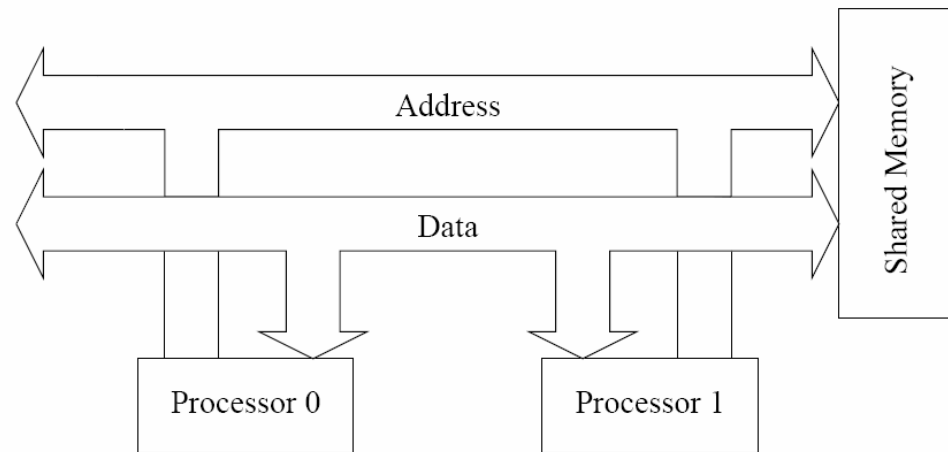 Address
Shared Memory
Data
Processor 0
Processor 1